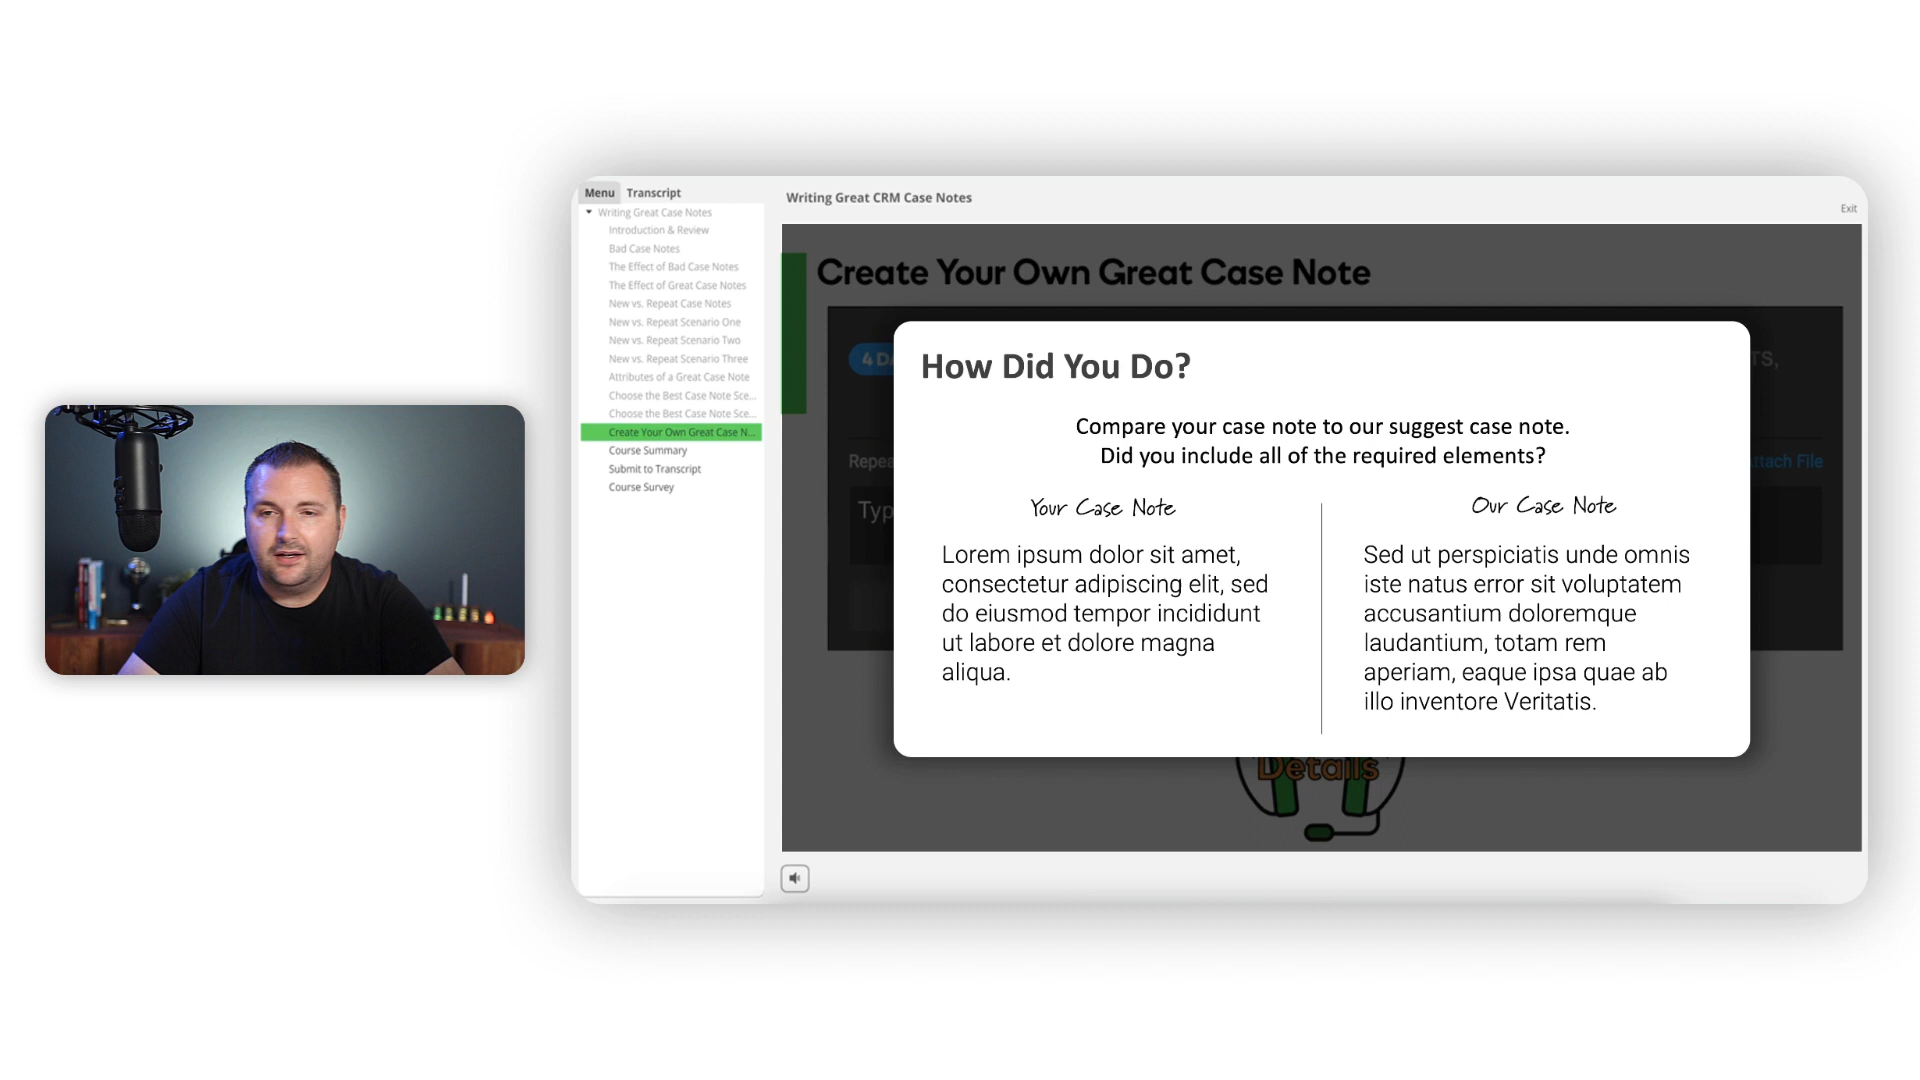 Menu Transcript
Writing Great Case Notes
Introduction & Review
Bad Case Notes
The Effect of Bad Case Notes
The Effect of Great Case Notes
New vs. Repeat Case Notes
New vs. Repeat Scenario One
New vs. Repeat Scenario Two
New vs. Repeat Scenario Three
Attributes of a Great Case Note
Choose the Best Case Note Sce...
Choose the Best Case Note Sce...
Create Your Own Great Case N...
Course Summary
Submit to Transcript
Course Survey
Writing Great CRM Case Notes
Exit
Create Your Own Great Case Note
4 DA
TS,
Repea
ttach File
Typ
How Did You Do?
Compare your case note to our suggest case note.
Did you include all of the required elements?
Your Case Note
Lorem ipsum dolor sit amet,
consectetur adipiscing elit, sed
do eiusmod tempor incididunt
ut labore et dolore magna
aliqua.
Our Case Note
Sed ut perspiciatis unde omnis
iste natus error sit voluptatem
accusantium doloremque
laudantium, totam rem
aperiam, eaque ipsa quae ab
illo inventore Veritatis.
Details